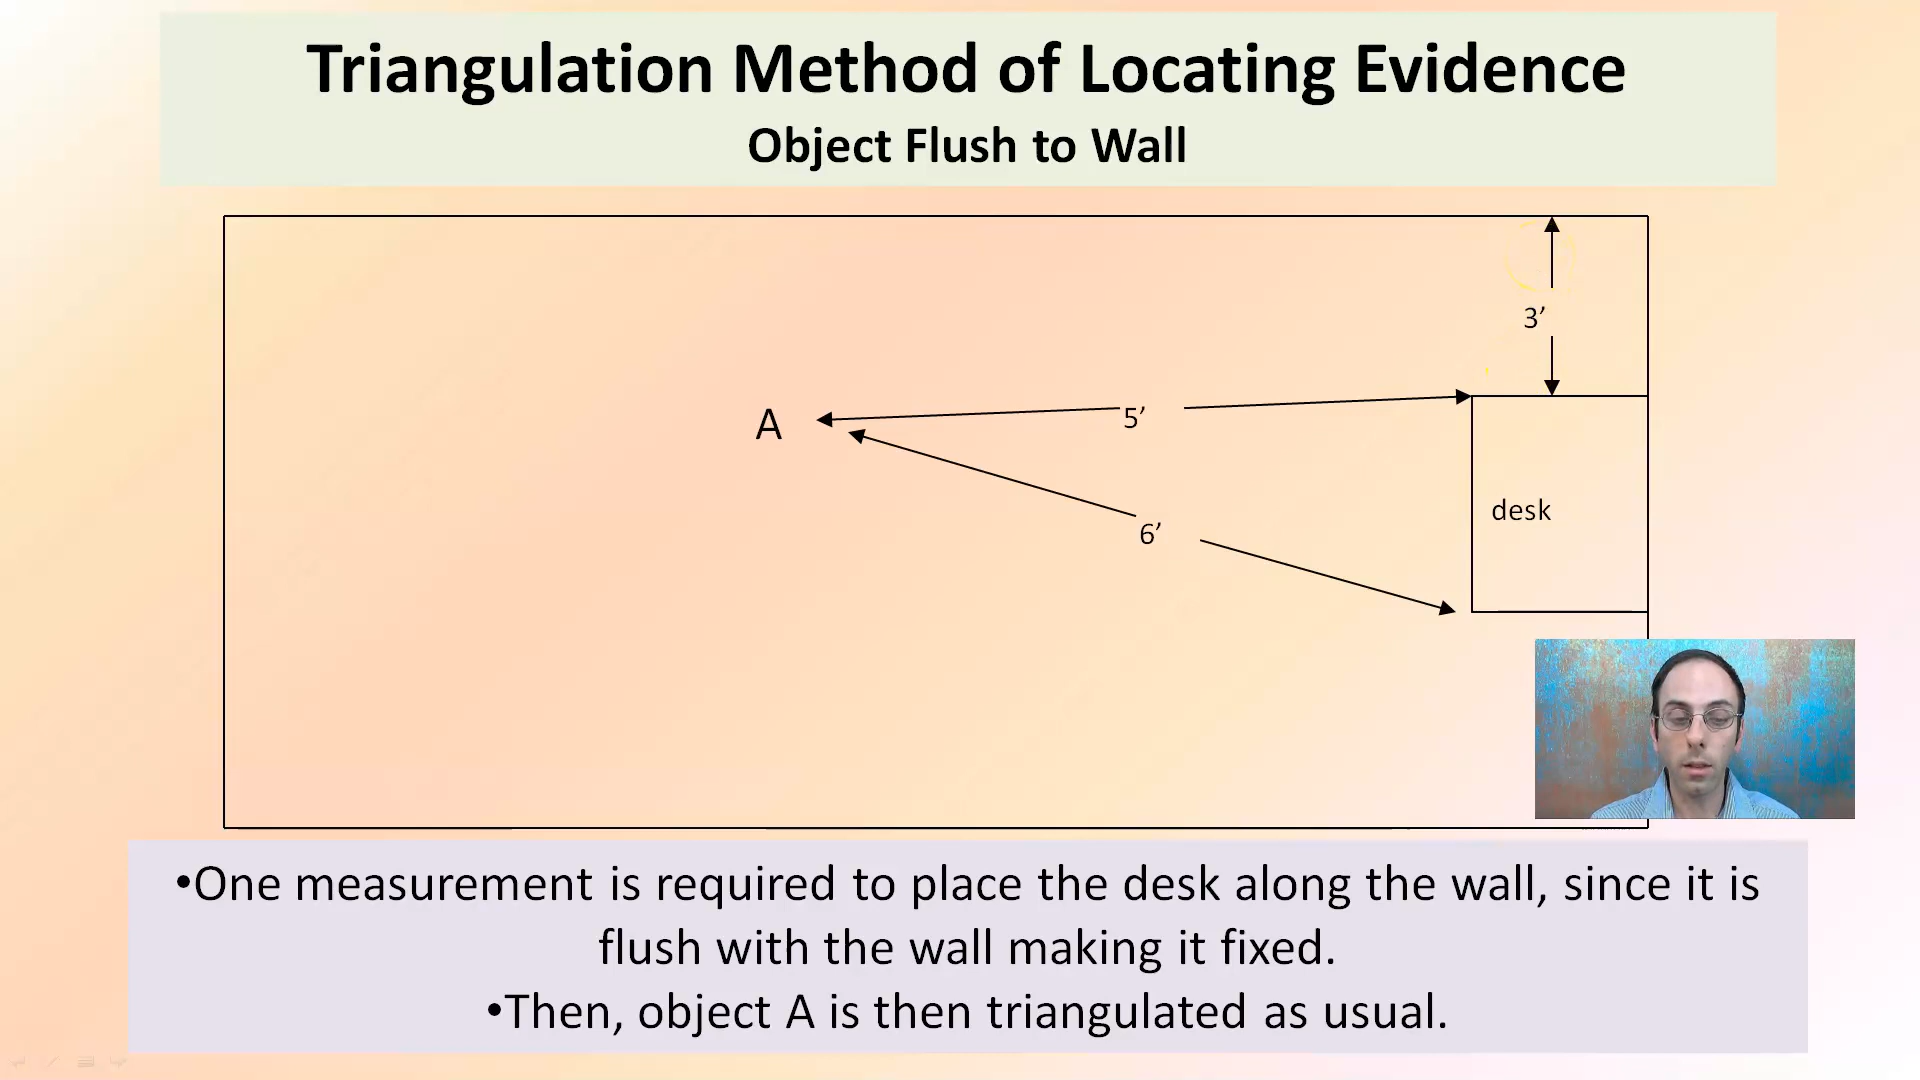 Triangulation Method of Locating Evidence
Object Flush to Wall
3’
A
5’
6’
desk
•One measurement is required to place the desk along the wall, since it is
flush with the wall making it fixed.
•Then, object A is then triangulated as usual.